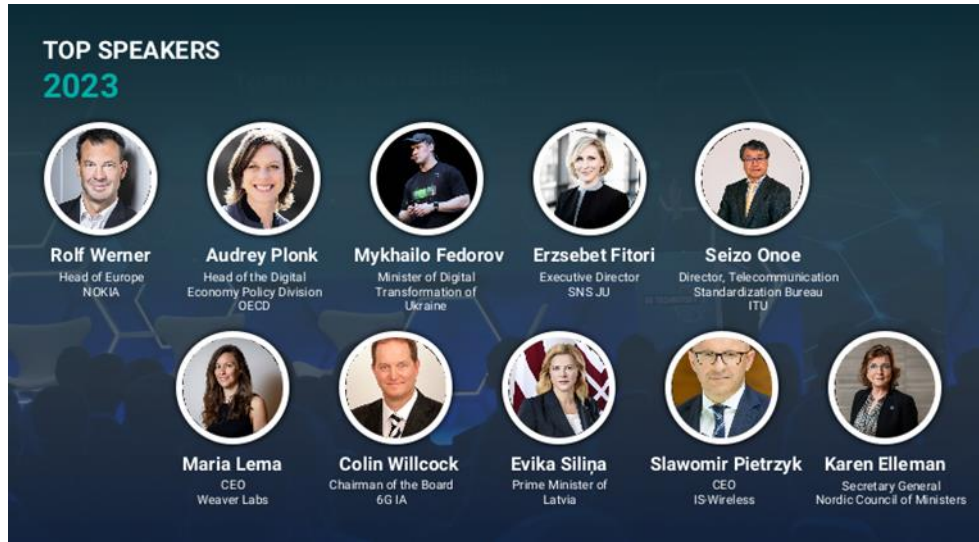 TOP SPEAKERS
2023
Rolf Werner
Head of Europe
NOKIA
Audrey Plonk
Head of the Digital
Economy Policy Division
OECD
Mykhailo Fedorov
Minister of Digital
Transformation of
Ukraine
Erzsebet Fitori
Executive Director
SNS JU
Seizo Onoe
Director, Telecommunication
Standardization Bureau
ITU
Maria Lema
CEO
Weaver Labs
Colin Willcock
Chairman of the Board
6G IA
Evika Siliņa
Prime Minister of
Latvia
Slawomir Pietrzyk
CEO
IS-Wireless
Karen Elleman
Secretary General
Nordic Council of Ministers